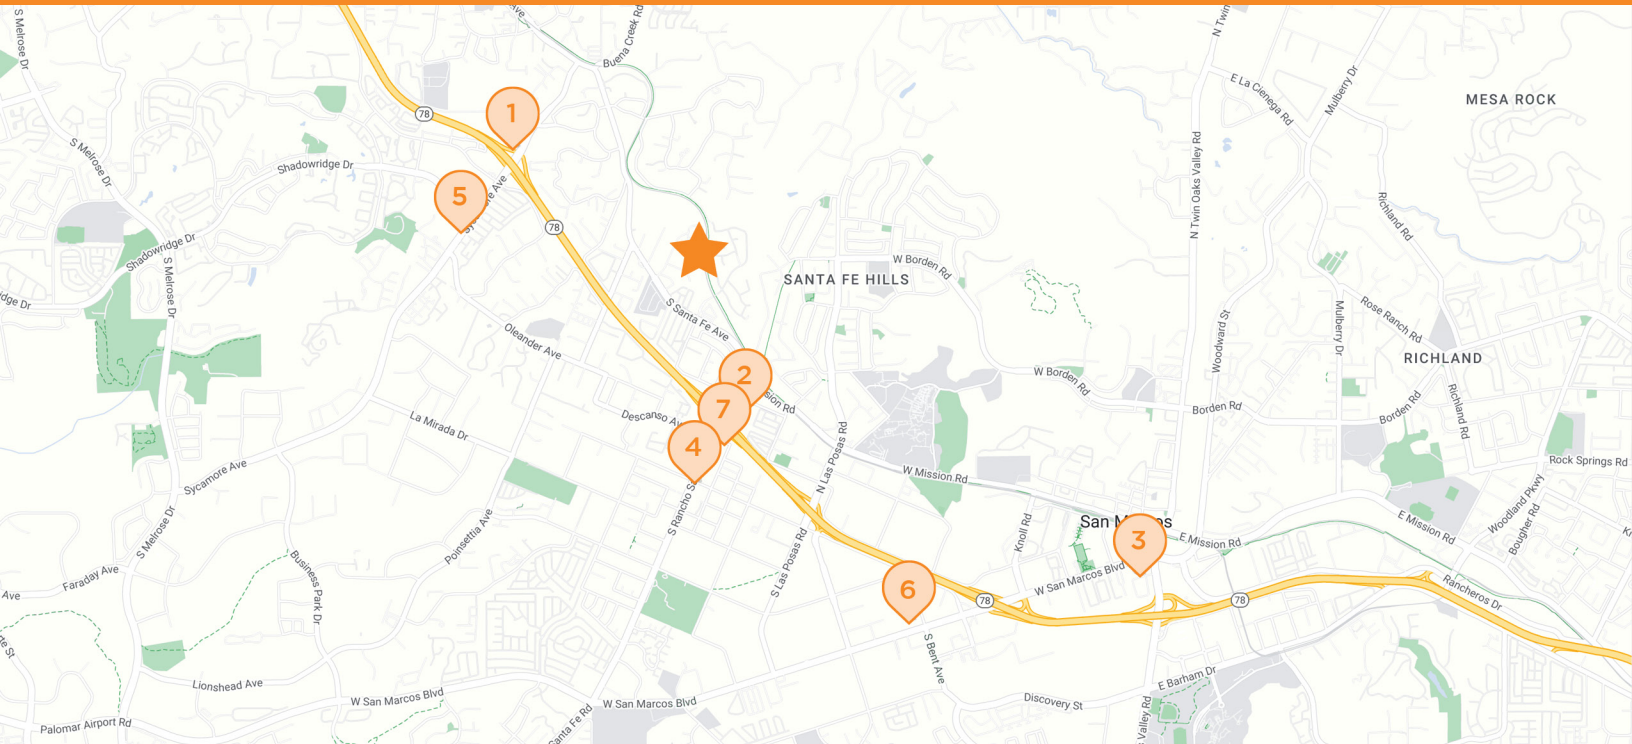 S Melrose Dr
Ave
Buena Creek Rd
N Twin
E La Cienega Rd
Mulberry Dr
MESA ROCK
78
1
S Melrose Dr
Shadowridge Dr
5
78
N Twin Oaks Valley Rd
Richland Rd
Shadowridge Dr
S Melrose Dr
W Borden Rd
SANTA FE HILLS
S Santa Fe Ave
Oleander Ave
Woodward St
Mulberry Dr
Rose Ranch Rd
RICHLAND
2
W Borden Rd
7
Descanso
La Mirada Dr
Borden Rd
Borden Rd
Richland Rd
4
N Las Posas Rd
Sycamore Ave
W Mission Rd
Rock Springs Rd
Woodland Pkwy
Bougher Rd
S Rancho
S Melrose Dr
Poinsettia Ave
Knoll Rd
San Marcos
3
E Mission Rd
E Mission Rd
S Las Posas Rd
Faraday Ave
Ave
Business Park Dr
6
78
W San Marcos Blvd
78
Rancheros Dr
S Bent Ave
Lionshead Ave
W San Marcos Blvd
W San Marcos Blvd
E Barham Dr
Discovery St
Palomar Airport Rd
Santa Fe Rd
Valley Rd